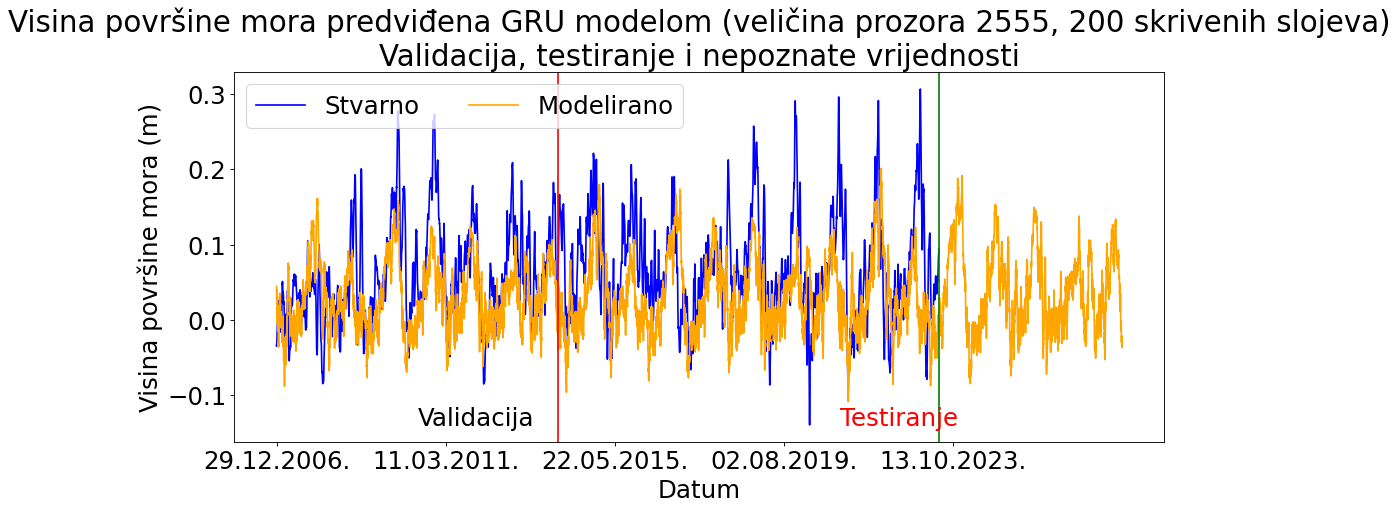 Visina površine mora predviđena GRU modelom (veličina prozora 2555, 200 skrivenih slojeva)
Validacija, testiranje i nepoznate vrijednosti
Stvarno
Modelirano
Visina površine mora (m)
0.3
0.2
0.1
0.0
−0.1
Validacija
Testiranje
29.12.2006.
11.03.2011.
22.05.2015.
02.08.2019.
13.10.2023.
Datum